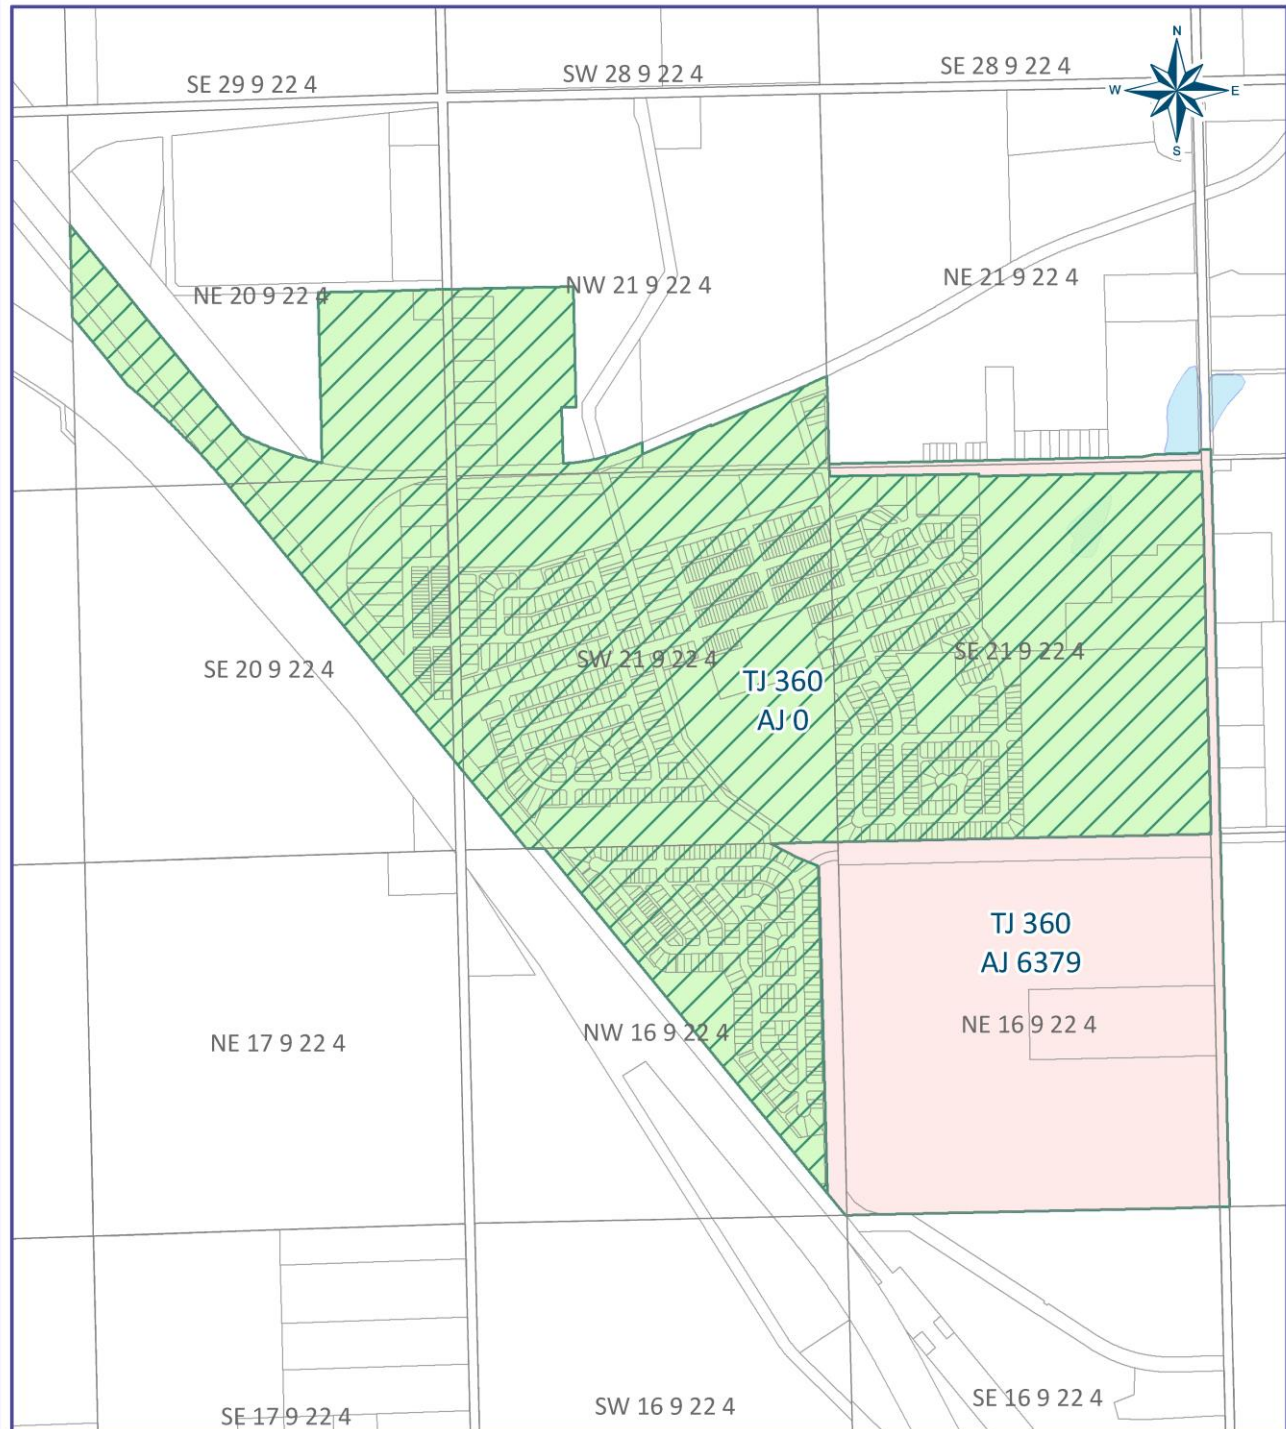 N
W E
S
SE 29 9 22 4
SW 28 9 22 4
SE 28 9 22 4
NE 20 9 22 4
NW 21 9 22 4
NE 21 9 22 4
SE 20 9 22 4
SW 21 9 22 4
SE 21 9 22 4
TJ 360
AJ 0
TJ 360
AJ 6379
NE 17 9 22 4
NW 16 9 22 4
NE 16 9 22 4
SE 17 9 22 4
SW 16 9 22 4
SE 16 9 22 4